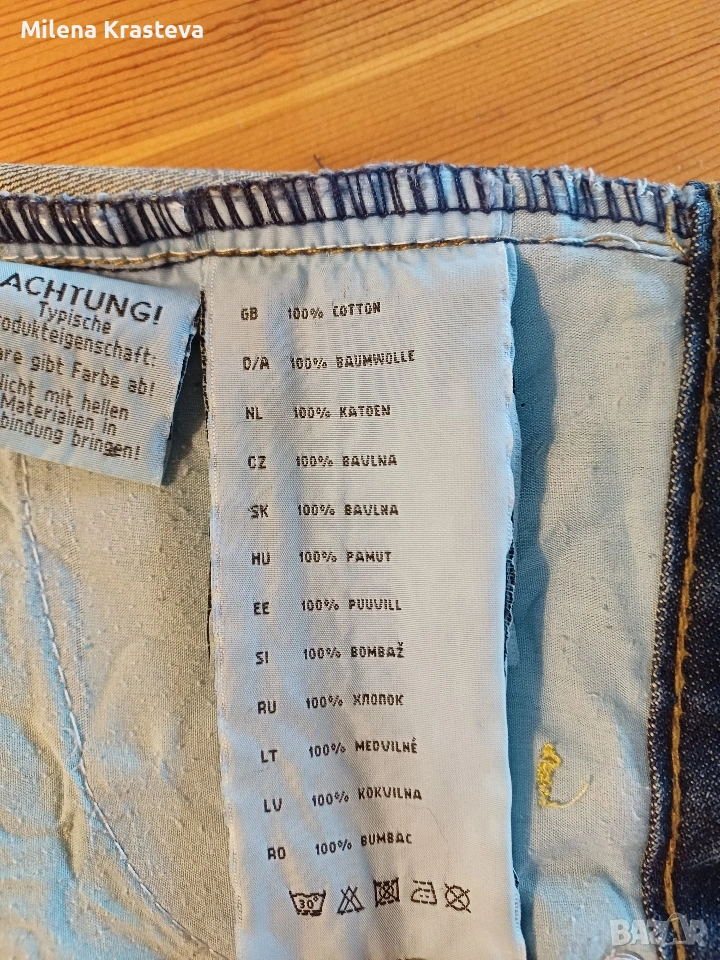 Milena Krasteva
ACHTUNG!
Typische
rodukteigenschaft.
are gibt Farbe ab!
licht mit hellen
Materialien in
bindung bringen!
GB 100% COTTON
D/A 100% BAUMWOLLE
NL 100% KATOEN
CZ 100% BAVLNA
SK 100% BAVLNA
HU 100% PAMUT
EE 100% PUUVILL
SI 100% BOMBAŽ
RU 100% ХЛОПОК
LT 100% MEDVILNĖ
LV 100% KOKVILNA
RO 100% BUMBAC
30°
BAZAR